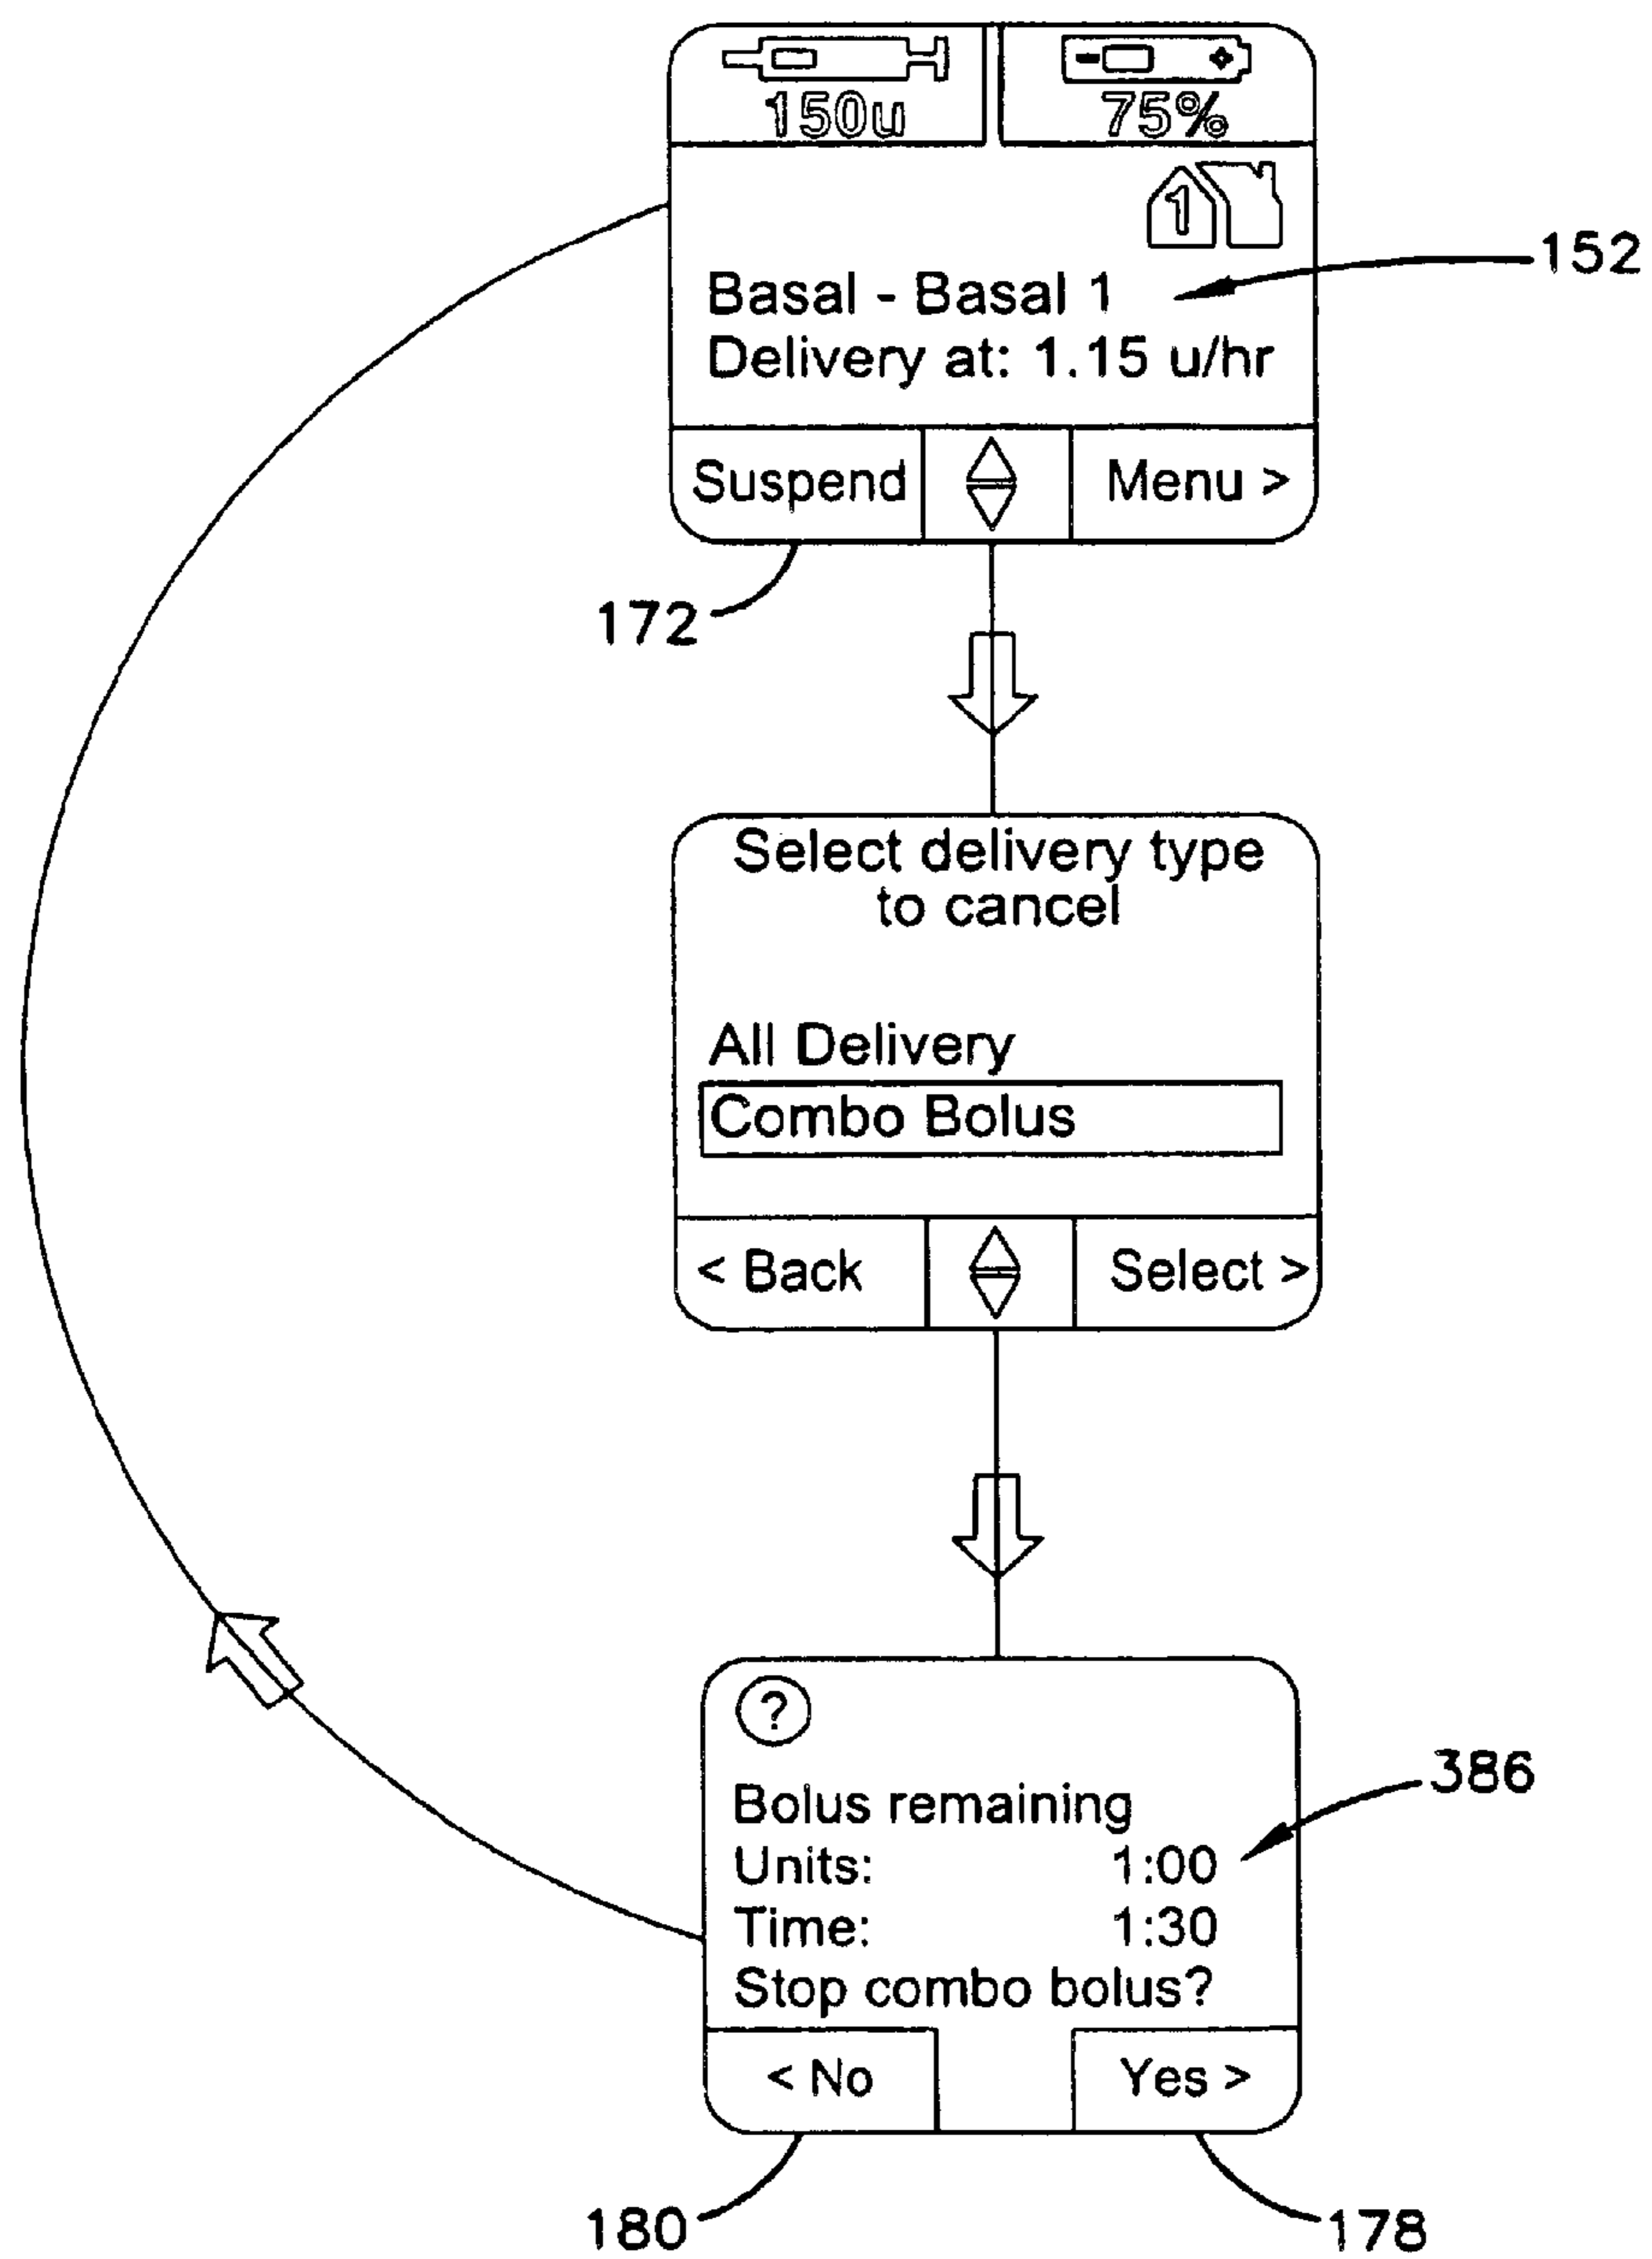 150u
75%
1
152
Basal - Basal 1
Delivery at: 1.15 u/hr
Suspend
Menu >
172
Select delivery type
to cancel
All Delivery
Combo Bolus
< Back
Select >
?
386
Bolus remaining
Units: 1:00
Time: 1:30
Stop combo bolus?
< No
Yes >
180
178